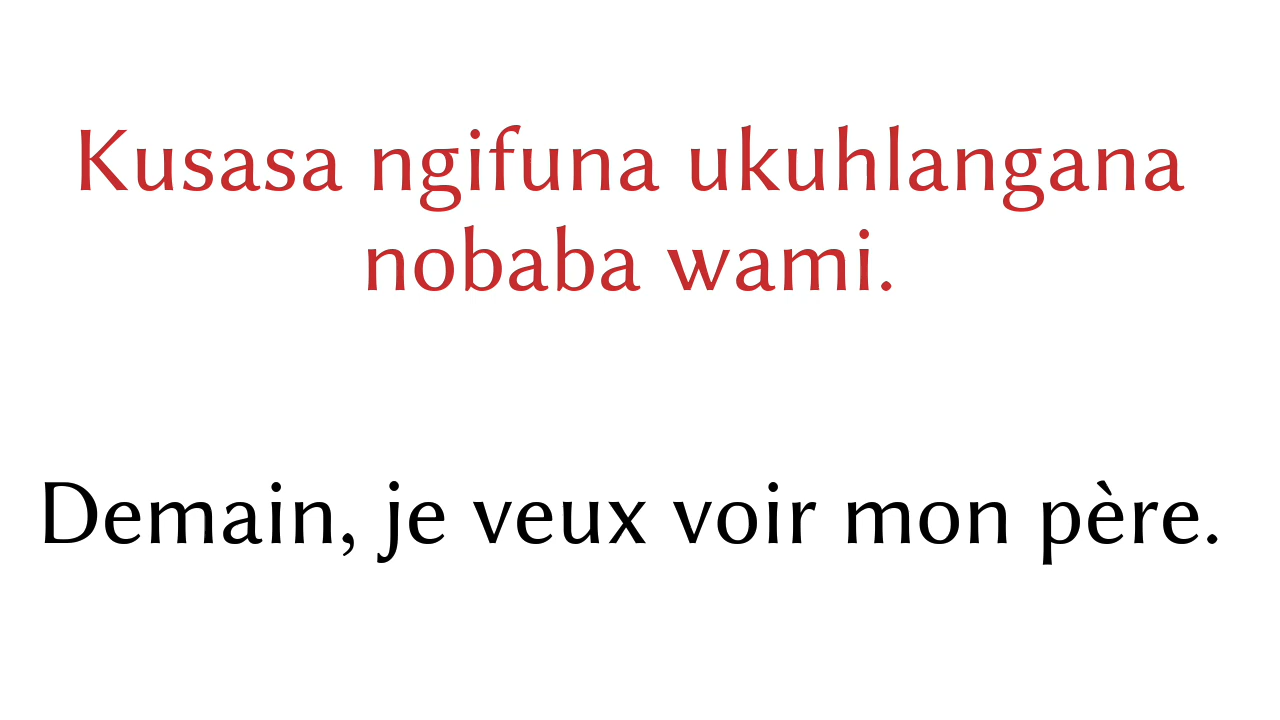 Kusasa ngifuna ukuhlangana
nobaba wami.
Demain, je veux voir mon père.